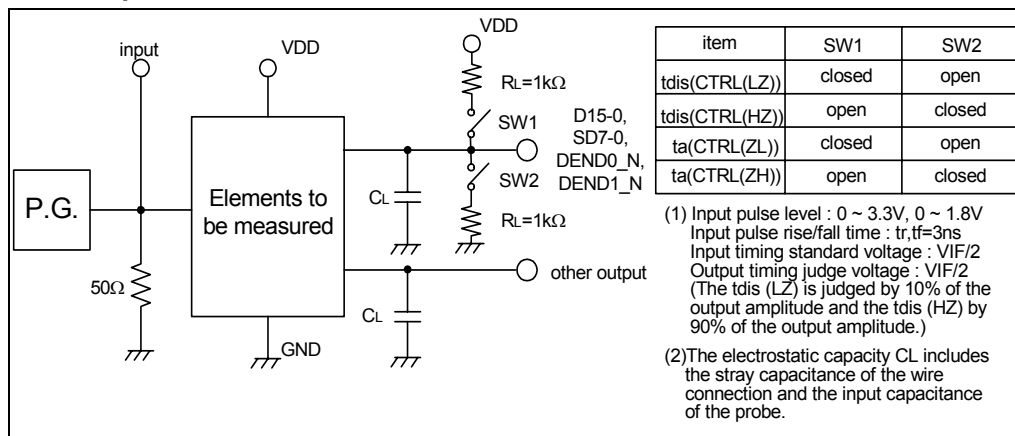 input
VDD
VDD
RL=1kΩ
SW1
D15-0,
SD7-0,
DEND0_N,
DEND1_N
SW2
RL=1kΩ
P.G.
Elements to
be measured
CL
50Ω
other output
CL
GND
item SW1 SW2
tdis(CTRL(LZ)) closed open
tdis(CTRL(HZ)) open closed
ta(CTRL(ZL)) closed open
ta(CTRL(ZH)) open closed
(1) Input pulse level : 0 ~ 3.3V, 0 ~ 1.8V
Input pulse rise/fall time : tr,tf=3ns
Input timing standard voltage : VIF/2
Output timing judge voltage : VIF/2
(The tdis (LZ) is judged by 10% of the
output amplitude and the tdis (HZ) by
90% of the output amplitude.)
(2)The electrostatic capacity CL includes
the stray capacitance of the wire
connection and the input capacitance
of the probe.